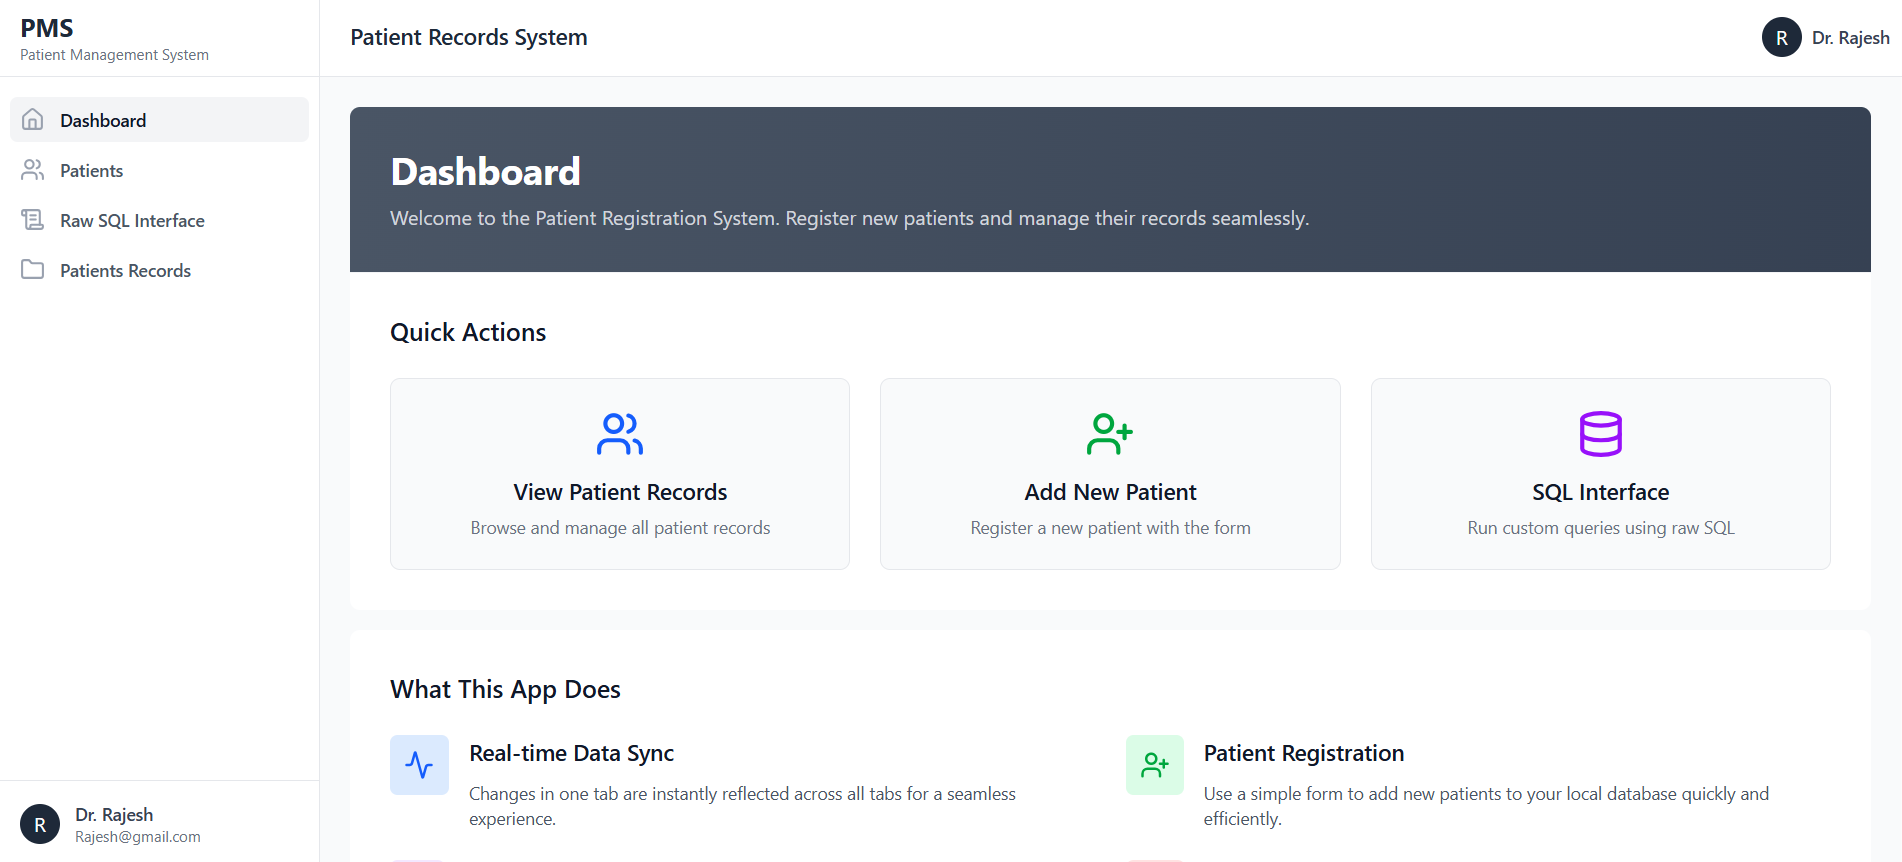 PMS
Patient Management System
Patient Records System
R
Dr. Rajesh
Dashboard
Patients
Raw SQL Interface
Patients Records
Dashboard
Welcome to the Patient Registration System. Register new patients and manage their records seamlessly.
Quick Actions
View Patient Records
Browse and manage all patient records
Add New Patient
Register a new patient with the form
SQL Interface
Run custom queries using raw SQL
What This App Does
Real-time Data Sync
Changes in one tab are instantly reflected across all tabs for a seamless
experience.
Patient Registration
Use a simple form to add new patients to your local database quickly and
efficiently.
R
Dr. Rajesh
Rajesh@gmail.com